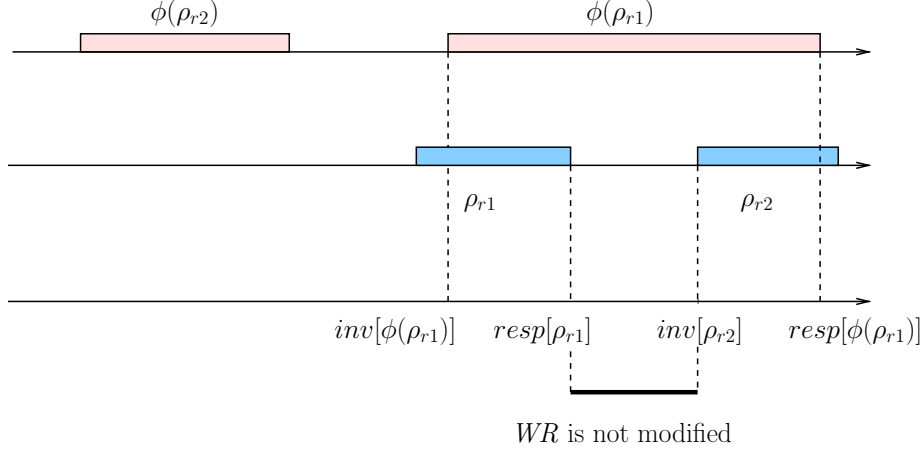 ϕ(ρr2) ϕ(ρr1)
ρr1 ρr2
inv[ϕ(ρr1)] resp[ρr1] inv[ρr2] resp[ϕ(ρr1)]
WR is not modified